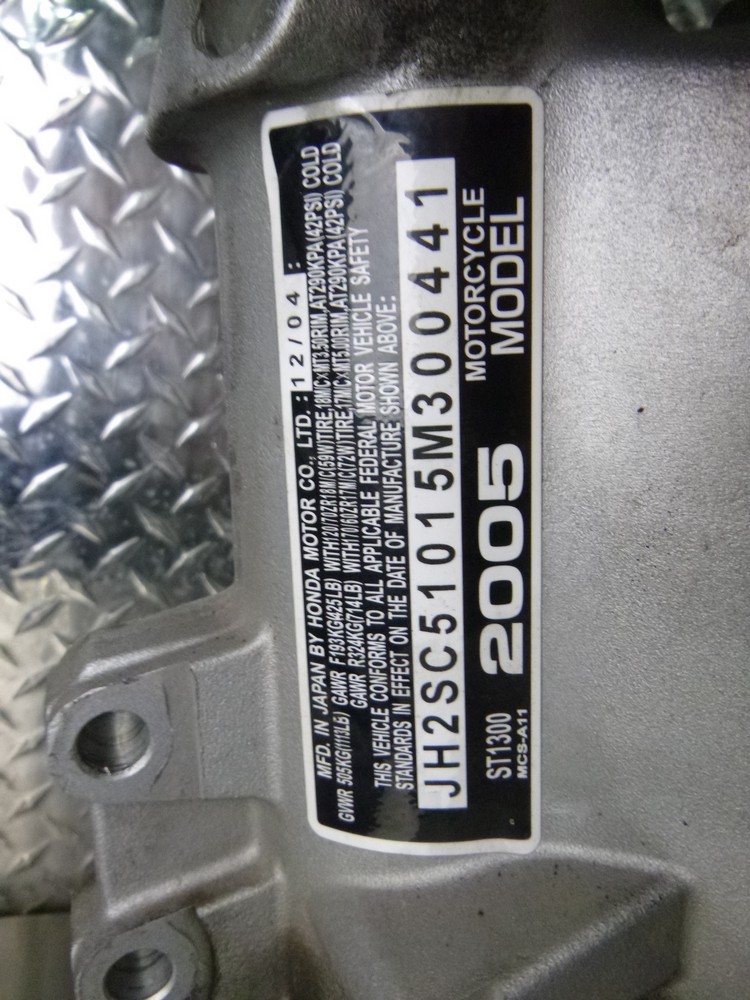 MFD. IN JAPAN BY HONDA MOTOR CO., LTD. : 12/04 :
GVWR 505KG(1113LB) GAWR F193KG(425LB) WITH120/70ZR18M/C(59W)TIRE,18M/C×MT3.50RIM,AT290KPA(42PSI) COLD
GAWR R324KG(714LB) WITH170/60ZR17M/C(72W)TIRE,17M/C×MT5.00RIM,AT290KPA(42PSI) COLD
THIS VEHICLE CONFORMS TO ALL APPLICABLE FEDERAL MOTOR VEHICLE SAFETY
STANDARDS IN EFFECT ON THE DATE OF MANUFACTURE SHOWN ABOVE:
JH2SC51015M300441
ST1300 2005 MOTORCYCLE
MCS-A11 MODEL